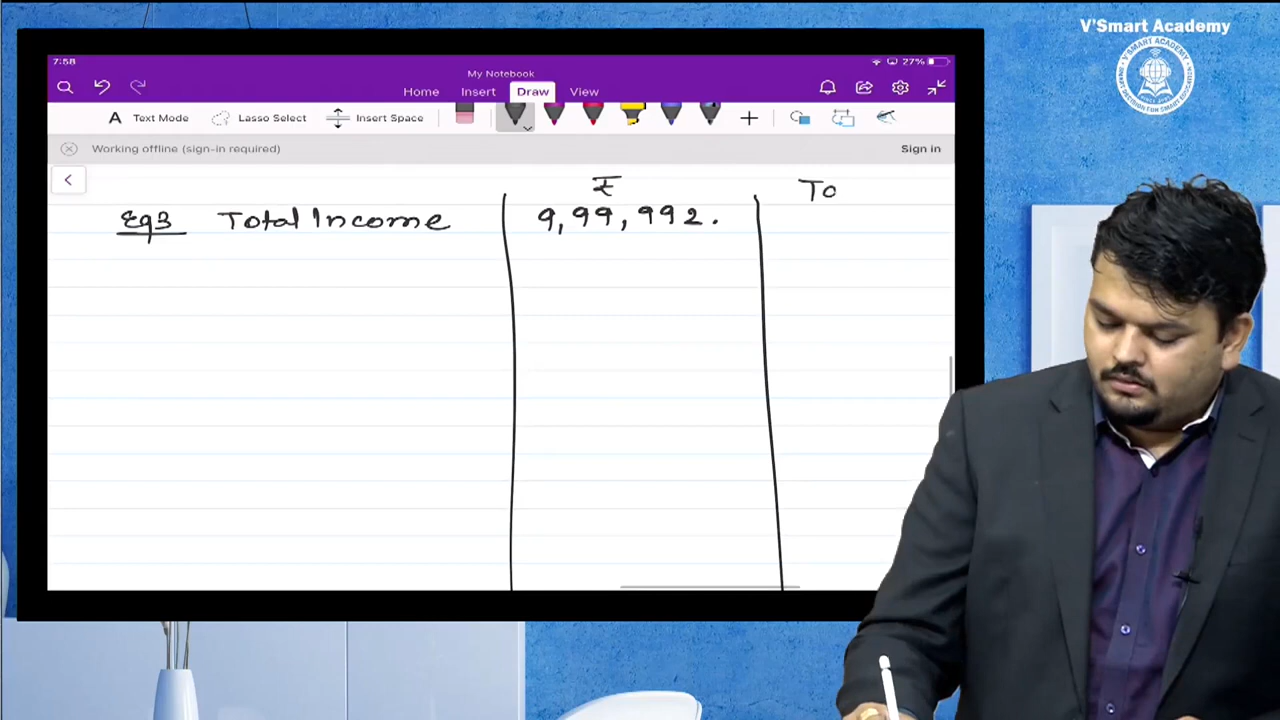 V'Smart Academy
7:58
27%
My Notebook
Home Insert Draw View
A Text Mode Lasso Select Insert Space
Working offline (sign-in required) Sign in
₹ To
Eg3 Total Income 9,99,992.